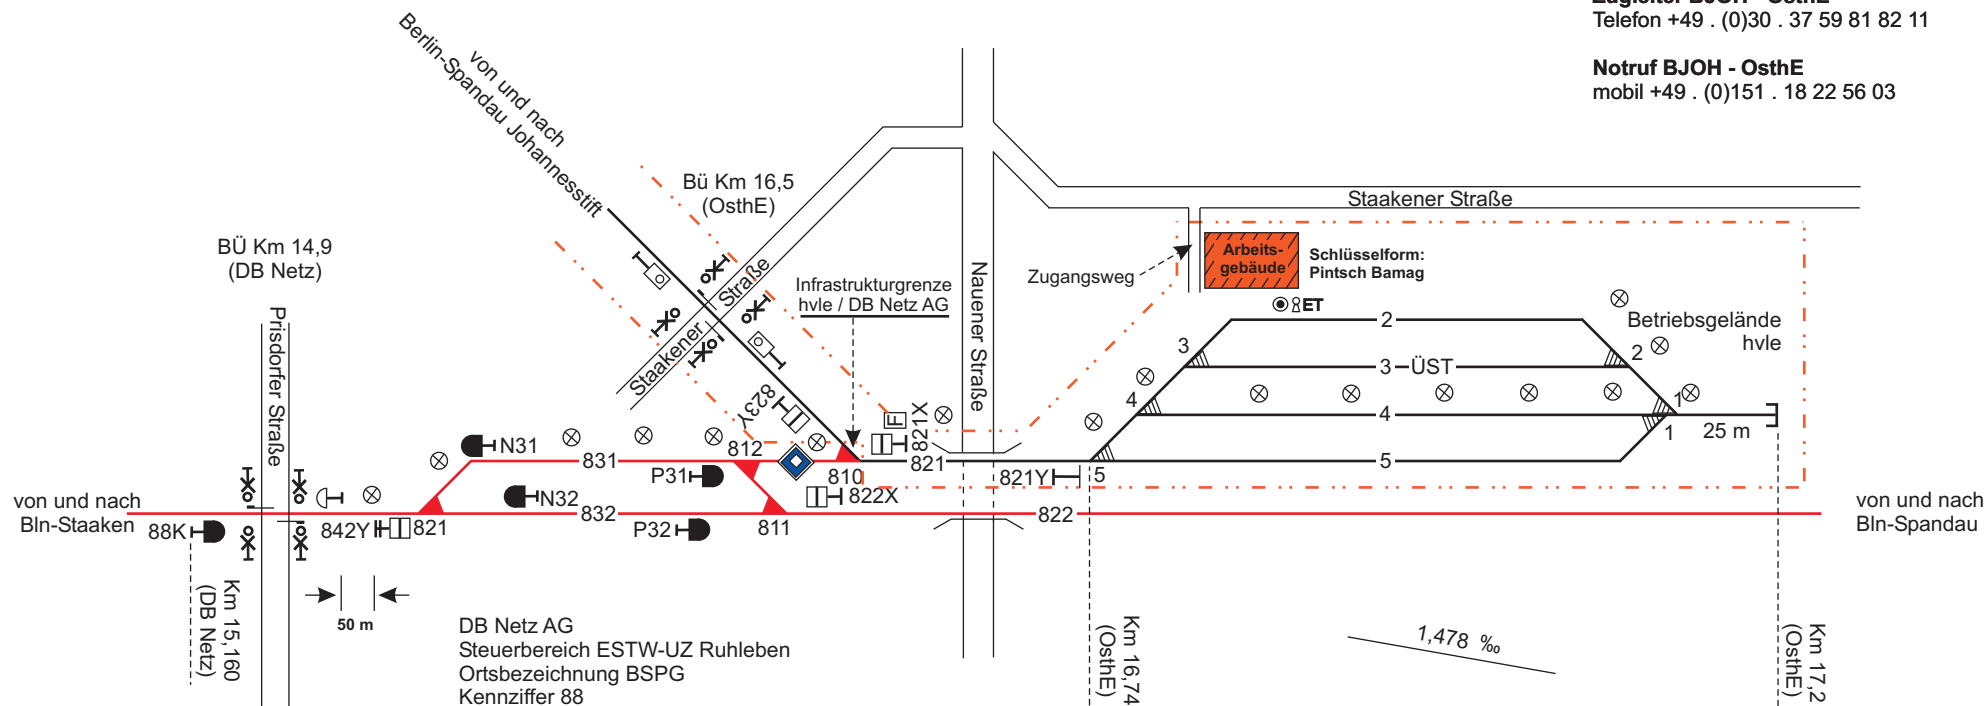 Zugleiter BJOH - OsthE
Telefon +49 . (0)30 . 37 59 81 82 11
Notruf BJOH - OsthE
mobil +49 . (0)151 . 18 22 56 03
von und nach
Berlin-Spandau Johannesstift
Bü Km 16,5
(OsthE)
Staakener Straße
BÜ Km 14,9
(DB Netz)
Prisdorfer Straße
Staakener Straße
Infrastrukturgrenze
hvle / DB Netz AG
Nauener Straße
Zugangsweg
Arbeits-
gebäude
Schlüsselform:
Pintsch Bamag
ET
2
Betriebsgelände
hvle
3
2
3 ÜST
4
4
1
1
25 m
823Y
F
821X
N31
831
812
810
821
821Y
5
5
P31
822X
von und nach
Bln-Staaken
88K
842Y
821
N32
832
P32
811
822
von und nach
Bln-Spandau
Km 15,160
(DB Netz)
50 m
DB Netz AG
Steuerbereich ESTW-UZ Ruhleben
Ortsbezeichnung BSPG
Kennziffer 88
Km 16,74
(OsthE)
1,478 ‰
Km 17,2
(OsthE)